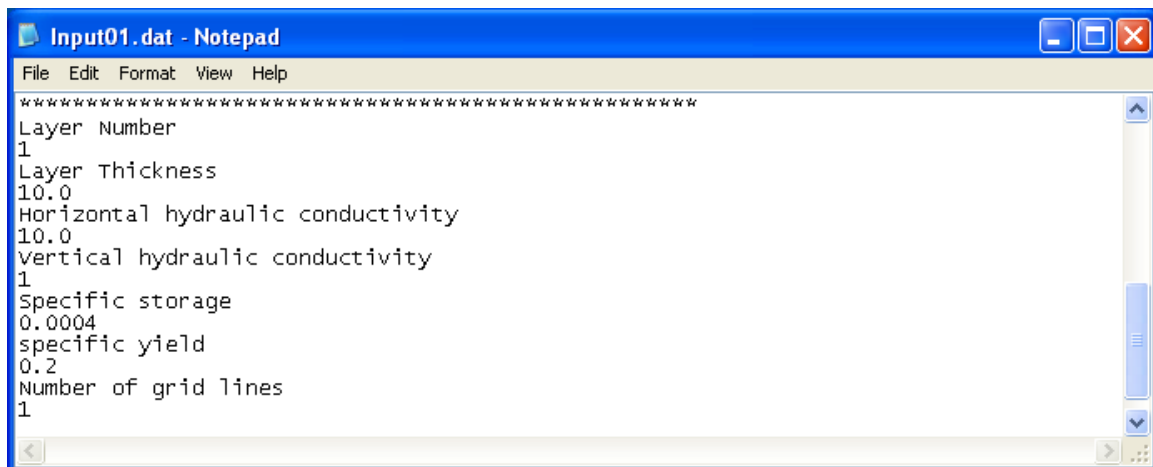 Input01.dat - Notepad
File Edit Format View Help
***************************************************
Layer Number
1
Layer Thickness
10.0
Horizontal hydraulic conductivity
10.0
Vertical hydraulic conductivity
1
Specific storage
0.0004
specific yield
0.2
Number of grid lines
1